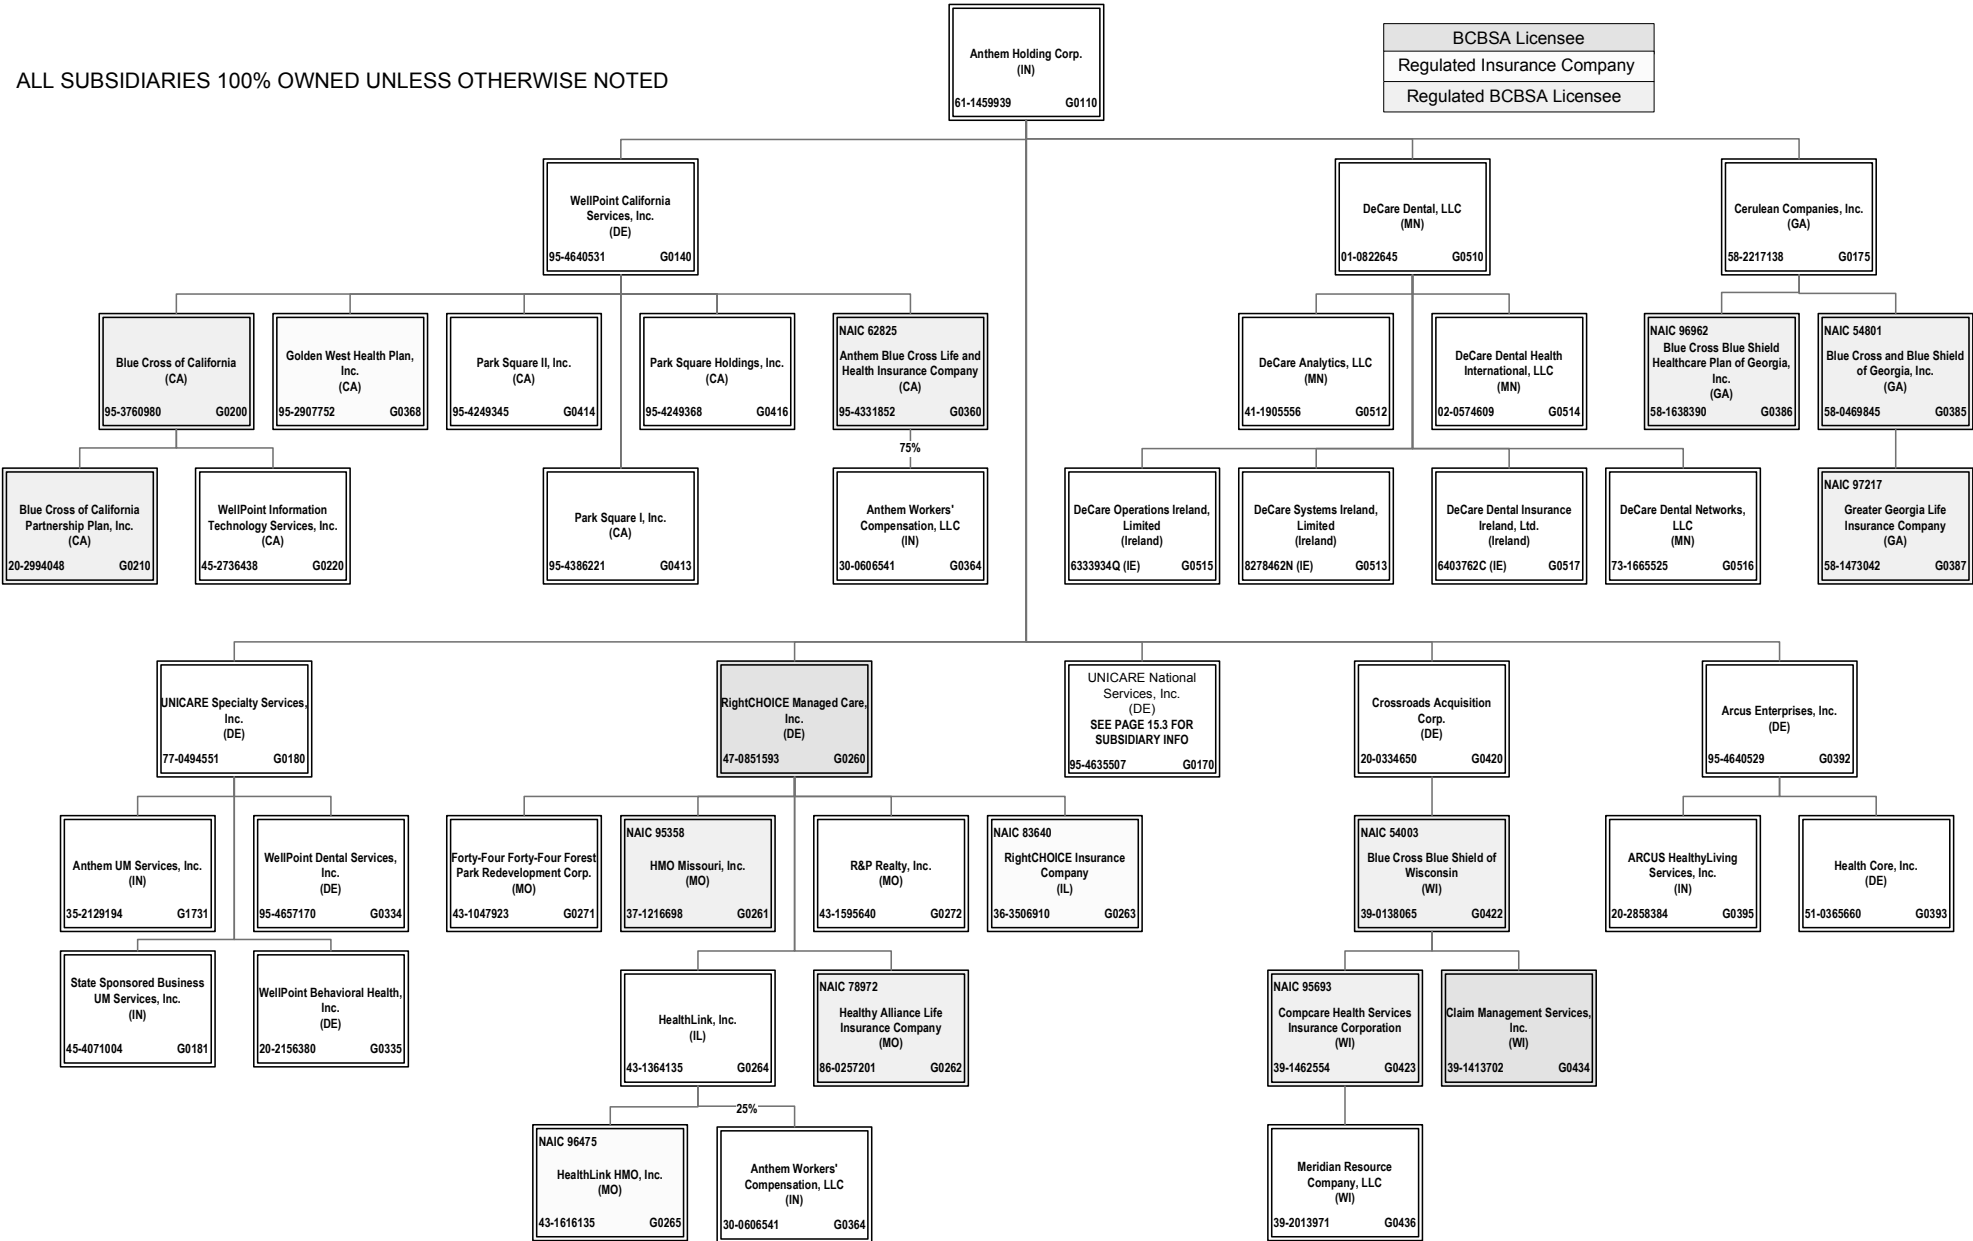 Anthem Holding Corp.
(IN)
61-1459939 G0110
BCBSA Licensee
Regulated Insurance Company
Regulated BCBSA Licensee
ALL SUBSIDIARIES 100% OWNED UNLESS OTHERWISE NOTED
WellPoint California
Services, Inc.
(DE)
95-4640531 G0140
DeCare Dental, LLC
(MN)
01-0822645 G0510
Cerulean Companies, Inc.
(GA)
58-2217138 G0175
Blue Cross of California
(CA)
95-3760980 G0200
Golden West Health Plan,
Inc.
(CA)
95-2907752 G0368
Park Square II, Inc.
(CA)
95-4249345 G0414
Park Square Holdings, Inc.
(CA)
95-4249368 G0416
NAIC 62825
Anthem Blue Cross Life and
Health Insurance Company
(CA)
95-4331852 G0360
DeCare Analytics, LLC
(MN)
41-1905556 G0512
DeCare Dental Health
International, LLC
(MN)
02-0574609 G0514
NAIC 96962
Blue Cross Blue Shield
Healthcare Plan of Georgia,
Inc.
(GA)
58-1638390 G0386
NAIC 54801
Blue Cross and Blue Shield
of Georgia, Inc.
(GA)
58-0469845 G0385
75%
Blue Cross of California
Partnership Plan, Inc.
(CA)
20-2994048 G0210
WellPoint Information
Technology Services, Inc.
(CA)
45-2736438 G0220
Park Square I, Inc.
(CA)
95-4386221 G0413
Anthem Workers'
Compensation, LLC
(IN)
30-0606541 G0364
DeCare Operations Ireland,
Limited
(Ireland)
6333934Q (IE) G0515
DeCare Systems Ireland,
Limited
(Ireland)
8278462N (IE) G0513
DeCare Dental Insurance
Ireland, Ltd.
(Ireland)
6403762C (IE) G0517
DeCare Dental Networks,
LLC
(MN)
73-1665525 G0516
NAIC 97217
Greater Georgia Life
Insurance Company
(GA)
58-1473042 G0387
UNICARE Specialty Services,
Inc.
(DE)
77-0494551 G0180
RightCHOICE Managed Care,
Inc.
(DE)
47-0851593 G0260
UNICARE National
Services, Inc.
(DE)
SEE PAGE 15.3 FOR
SUBSIDIARY INFO
95-4635507 G0170
Crossroads Acquisition
Corp.
(DE)
20-0334650 G0420
Arcus Enterprises, Inc.
(DE)
95-4640529 G0392
Anthem UM Services, Inc.
(IN)
35-2129194 G1731
WellPoint Dental Services,
Inc.
(DE)
95-4657170 G0334
Forty-Four Forty-Four Forest
Park Redevelopment Corp.
(MO)
43-1047923 G0271
NAIC 95358
HMO Missouri, Inc.
(MO)
37-1216698 G0261
R&P Realty, Inc.
(MO)
43-1595640 G0272
NAIC 83640
RightCHOICE Insurance
Company
(IL)
36-3506910 G0263
NAIC 54003
Blue Cross Blue Shield of
Wisconsin
(WI)
39-0138065 G0422
ARCUS HealthyLiving
Services, Inc.
(IN)
20-2858384 G0395
Health Core, Inc.
(DE)
51-0365660 G0393
State Sponsored Business
UM Services, Inc.
(IN)
45-4071004 G0181
WellPoint Behavioral Health,
Inc.
(DE)
20-2156380 G0335
HealthLink, Inc.
(IL)
43-1364135 G0264
NAIC 78972
Healthy Alliance Life
Insurance Company
(MO)
86-0257201 G0262
NAIC 95693
Compcare Health Services
Insurance Corporation
(WI)
39-1462554 G0423
Claim Management Services,
Inc.
(WI)
39-1413702 G0434
25%
NAIC 96475
HealthLink HMO, Inc.
(MO)
43-1616135 G0265
Anthem Workers'
Compensation, LLC
(IN)
30-0606541 G0364
Meridian Resource
Company, LLC
(WI)
39-2013971 G0436